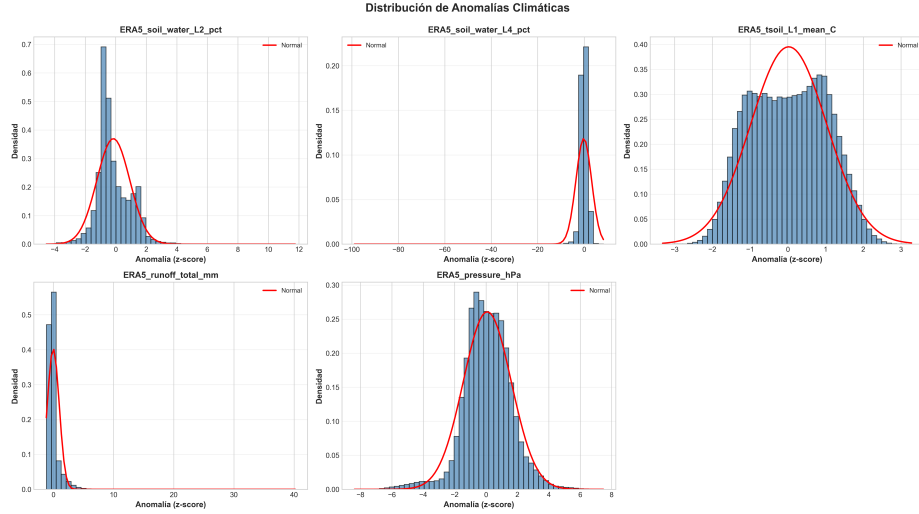 Distribución de Anomalías Climáticas
ERA5_soil_water_L2_pct
Normal
Densidad
0.0
0.1
0.2
0.3
0.4
0.5
0.6
0.7
−4 −2 0 2 4 6 8 10 12
Anomalía (z-score)
ERA5_soil_water_L4_pct
Normal
Densidad
0.00
0.05
0.10
0.15
0.20
−100 −80 −60 −40 −20 0
Anomalía (z-score)
ERA5_tsoil_L1_mean_C
Normal
Densidad
0.00
0.05
0.10
0.15
0.20
0.25
0.30
0.35
0.40
−3 −2 −1 0 1 2 3
Anomalía (z-score)
ERA5_runoff_total_mm
Normal
Densidad
0.0
0.1
0.2
0.3
0.4
0.5
0 10 20 30 40
Anomalía (z-score)
ERA5_pressure_hPa
Normal
Densidad
0.00
0.05
0.10
0.15
0.20
0.25
0.30
−8 −6 −4 −2 0 2 4 6 8
Anomalía (z-score)